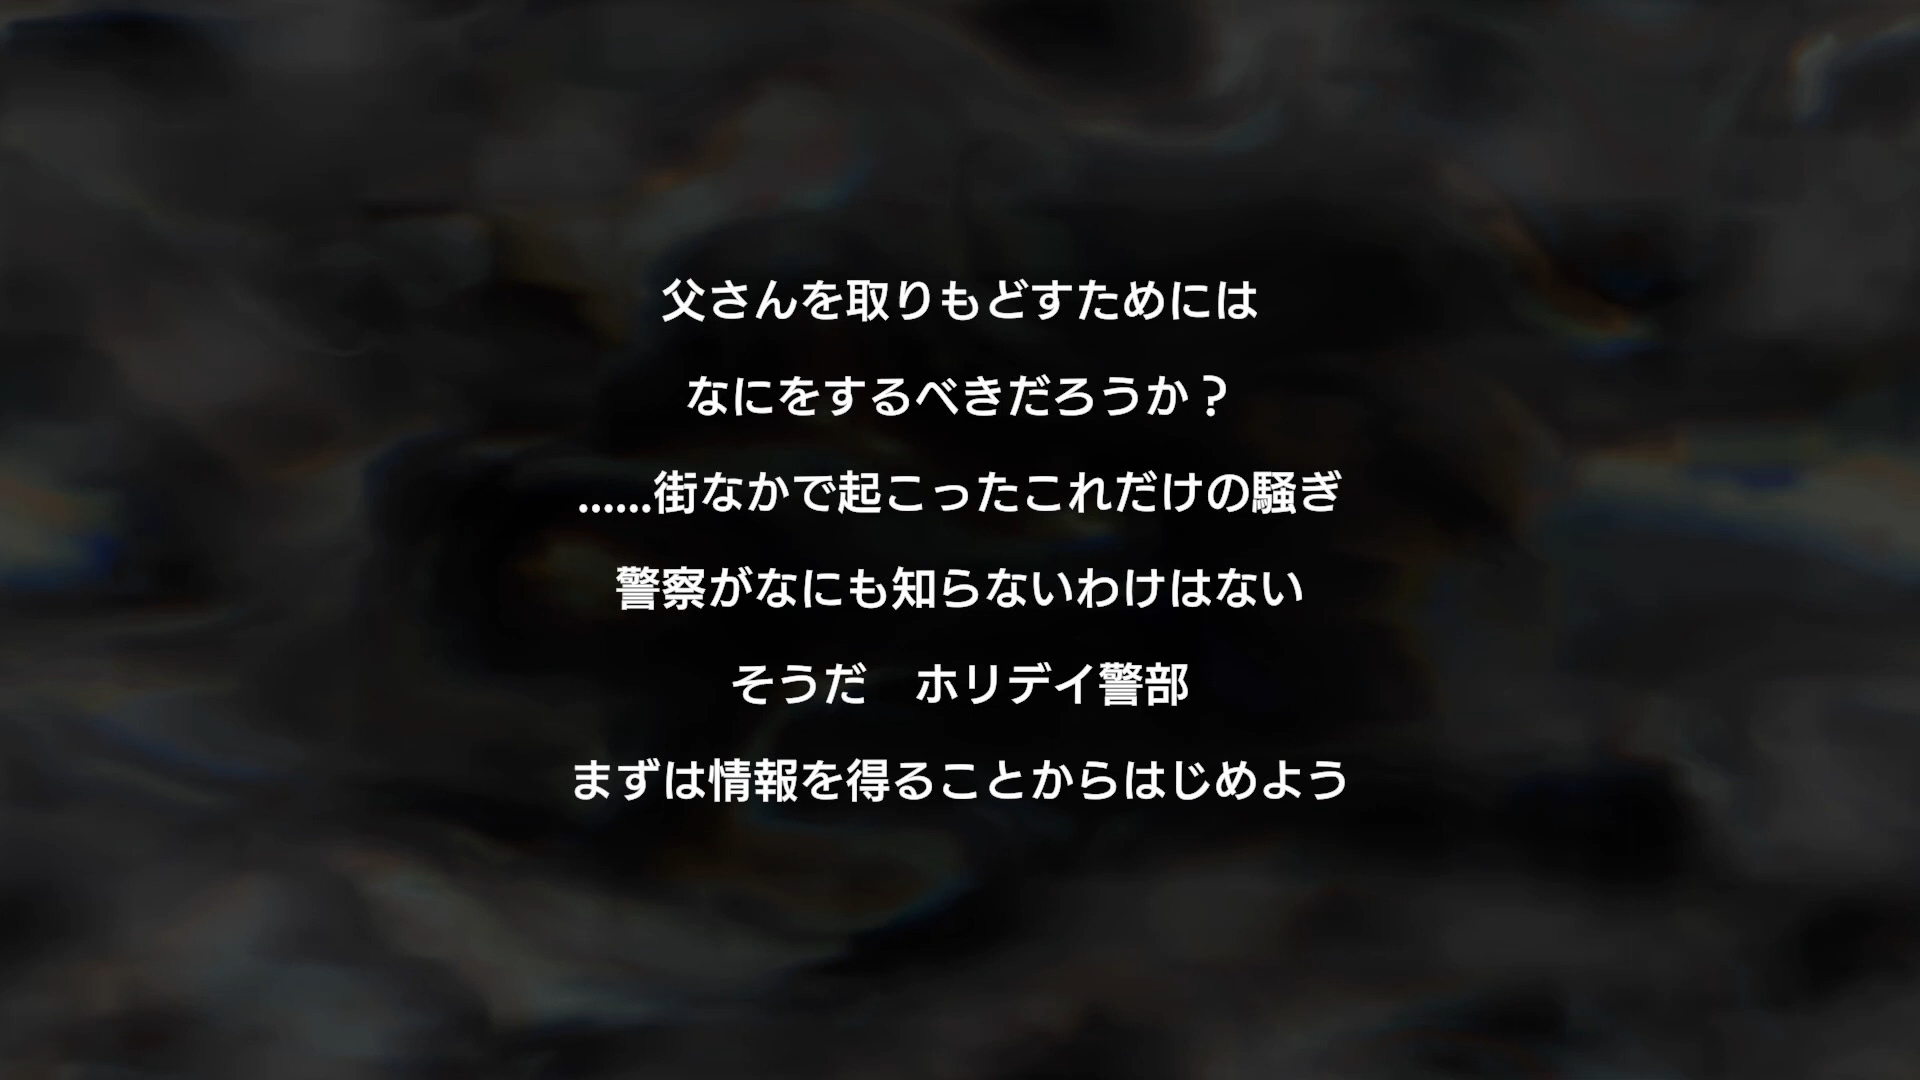 父さんを取りもどすためには
なにをするべきだろうか？
......街なかで起こったこれだけの騒ぎ
警察がなにも知らないわけはない
そうだ　ホリデイ警部
まずは情報を得ることからはじめよう